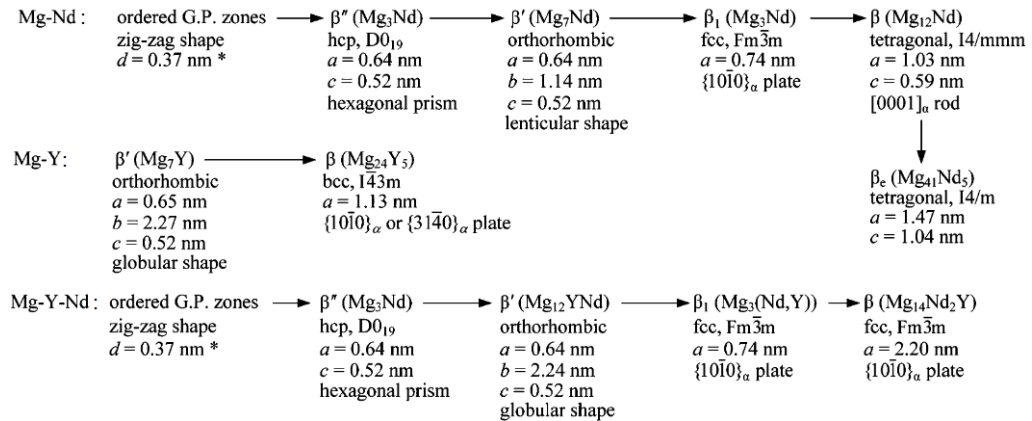 Mg-Nd: ordered G.P. zones → β″ (Mg₃Nd) → β′ (Mg₇Nd) → β₁ (Mg₃Nd) → β (Mg₁₂Nd)
zig-zag shape hcp, D0₁₉ orthorhombic fcc, Fm3̅m tetragonal, I4/mmm
d = 0.37 nm * a = 0.64 nm a = 0.64 nm a = 0.74 nm a = 1.03 nm
c = 0.52 nm b = 1.14 nm {101̅0}α plate c = 0.59 nm
hexagonal prism c = 0.52 nm [0001]α rod
lenticular shape
Mg-Y: β′ (Mg₇Y) → β (Mg₂₄Y₅) βₑ (Mg₄₁Nd₅)
orthorhombic bcc, I4̅3m tetragonal, I4/m
a = 0.65 nm a = 1.13 nm a = 1.47 nm
b = 2.27 nm {101̅0}α or {314̅0}α plate c = 1.04 nm
c = 0.52 nm
globular shape
Mg-Y-Nd: ordered G.P. zones → β″ (Mg₃Nd) → β′ (Mg₁₂YNd) → β₁ (Mg₃(Nd,Y)) → β (Mg₁₄Nd₂Y)
zig-zag shape hcp, D0₁₉ orthorhombic fcc, Fm3̅m fcc, Fm3̅m
d = 0.37 nm * a = 0.64 nm a = 0.64 nm a = 0.74 nm a = 2.20 nm
c = 0.52 nm b = 2.24 nm {101̅0}α plate {101̅0}α plate
hexagonal prism c = 0.52 nm
globular shape